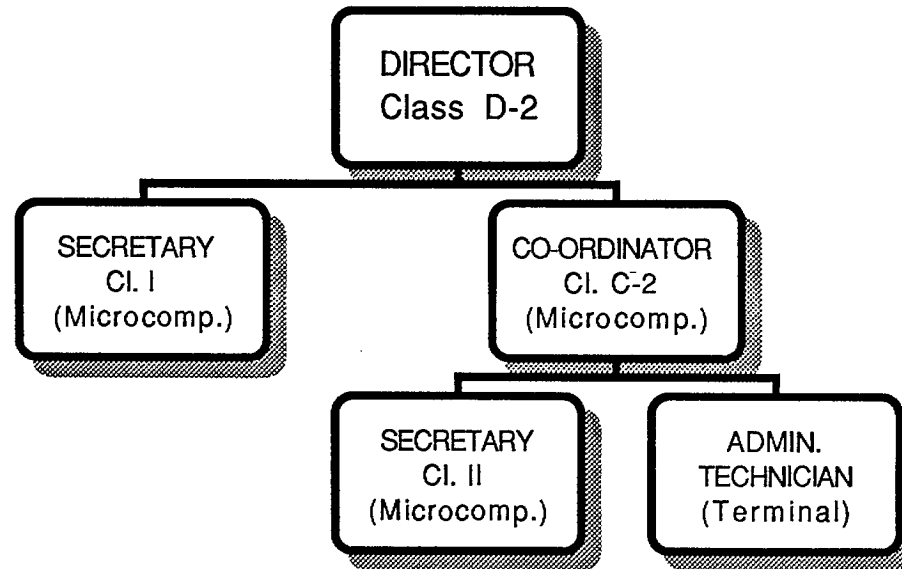 DIRECTOR
Class D-2
SECRETARY
Cl. I
(Microcomp.)
CO-ORDINATOR
Cl. C-2
(Microcomp.)
SECRETARY
Cl. II
(Microcomp.)
ADMIN.
TECHNICIAN
(Terminal)